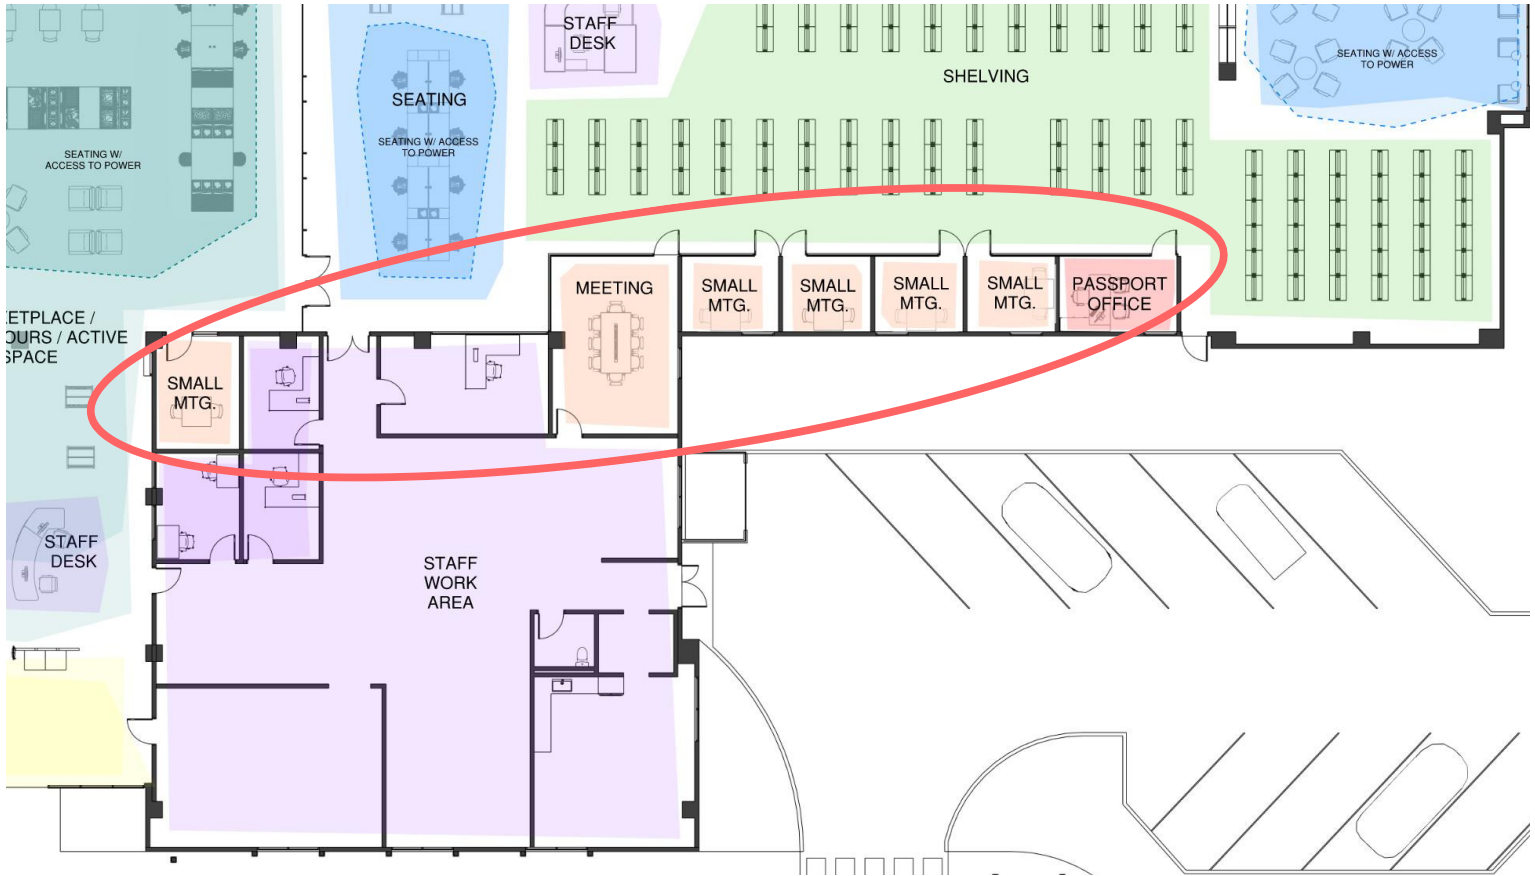 STAFF
DESK
SHELVING
SEATING W/ ACCESS
TO POWER
SEATING
SEATING W/ ACCESS
TO POWER
SEATING W/
ACCESS TO POWER
MEETING
SMALL
MTG.
SMALL
MTG.
SMALL
MTG.
SMALL
MTG.
PASSPORT
OFFICE
ETPLACE /
OURS / ACTIVE
SPACE
SMALL
MTG.
STAFF
DESK
STAFF
WORK
AREA